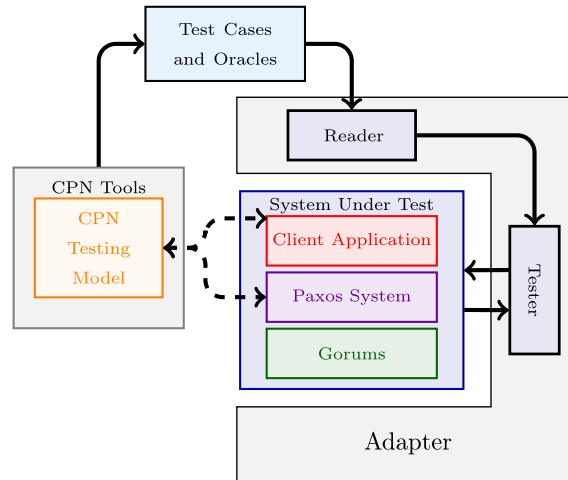 Test Cases
and Oracles
Reader
CPN Tools
CPN
Testing
Model
System Under Test
Client Application
Paxos System
Gorums
Tester
Adapter